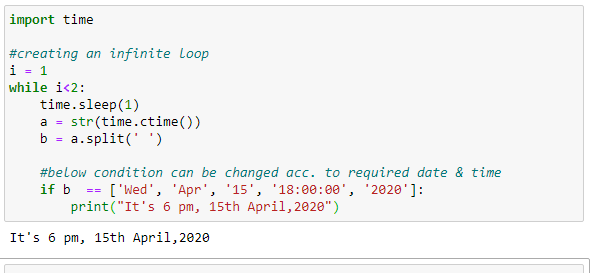 import time
#creating an infinite loop
i = 1
while i<2:
    time.sleep(1)
    a = str(time.ctime())
    b = a.split(' ')
    #below condition can be changed acc. to required date & time
    if b  == ['Wed', 'Apr', '15', '18:00:00', '2020']:
        print("It's 6 pm, 15th April,2020")
It's 6 pm, 15th April,2020